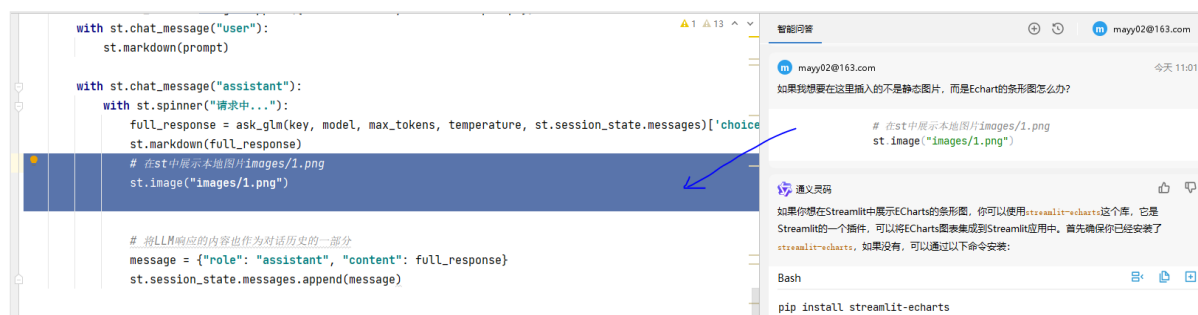 with st.chat_message("user"):
st.markdown(prompt)
with st.chat_message("assistant"):
with st.spinner("请求中..."):
full_response = ask_glm(key, model, max_tokens, temperature, st.session_state.messages)['choice
st.markdown(full_response)
# 在st中展示本地图片images/1.png
st.image("images/1.png")
# 将LLM响应的内容也作为对话历史的一部分
message = {"role": "assistant", "content": full_response}
st.session_state.messages.append(message)
1 13
智能问答
m mayy02@163.com
m mayy02@163.com 今天 11:01
如果我想要在这里插入的不是静态图片，而是Echart的条形图怎么办?
# 在st中展示本地图片images/1.png
st.image("images/1.png")
通义灵码
如果你想在Streamlit中展示ECharts的条形图，你可以使用streamlit-echarts这个库，它是
Streamlit的一个插件，可以将ECharts图表集成到Streamlit应用中。首先确保你已经安装了
streamlit-echarts，如果没有，可以通过以下命令安装：
Bash
pip install streamlit-echarts